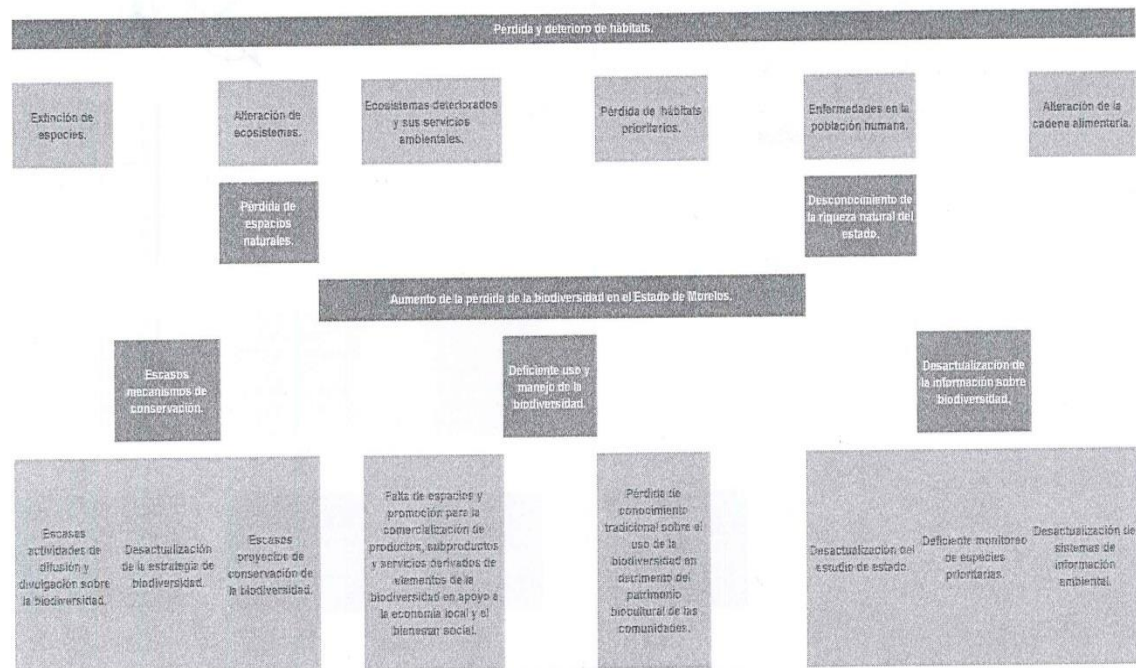 Pérdida y deterioro de hábitats.
Extinción de
especies.
Alteración de
ecosistemas.
Ecosistemas deteriorados
y sus servicios
ambientales.
Pérdida de hábitats
prioritarios.
Enfermedades en la
población humana.
Alteración de la
cadena alimentaria.
Pérdida de
espacios
naturales.
Desconocimiento de
la riqueza natural del
estado.
Aumento de la pérdida de la biodiversidad en el Estado de Morelos.
Escasos
mecanismos de
conservación.
Deficiente uso y
manejo de la
biodiversidad.
Desactualización de
la información sobre
biodiversidad.
Escasas
actividades de
difusión y
divulgación sobre
la biodiversidad.
Desactualización
de la estrategia de
biodiversidad.
Escasos
proyectos de
conservación de
la biodiversidad.
Falta de espacios y
promoción para la
comercialización de
productos, subproductos
y servicios derivados de
elementos de la
biodiversidad en apoyo a
la economía local y el
bienestar social.
Pérdida de
conocimiento
tradicional sobre el
uso de la
biodiversidad en
detrimento del
patrimonio
biocultural de las
comunidades.
Desactualización del
estudio de estado.
Deficiente monitoreo
de especies
prioritarias.
Desactualización de
sistemas de
información
ambiental.